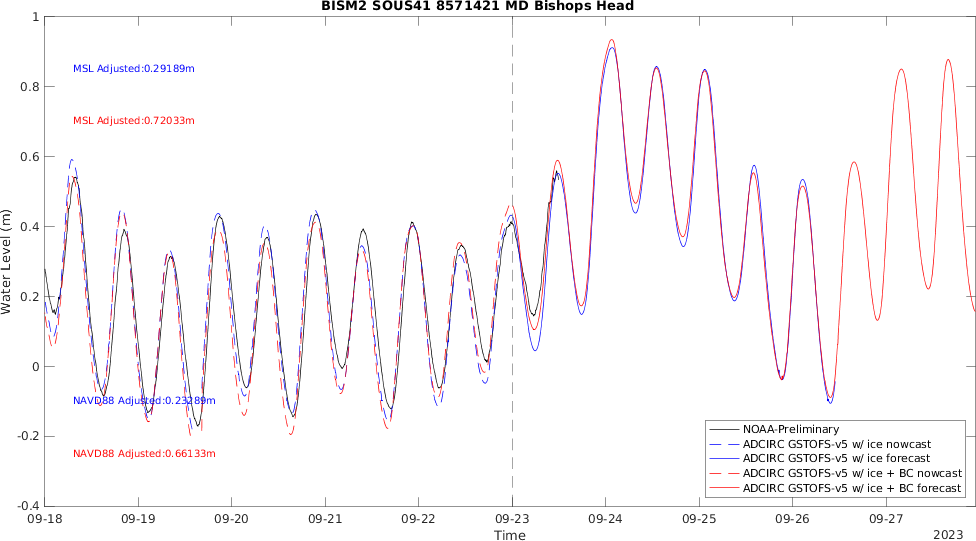 BISM2 SOUS41 8571421 MD Bishops Head
1
0.8
0.6
0.4
0.2
0
-0.2
-0.4
Water Level (m)
MSL Adjusted:0.29189m
MSL Adjusted:0.72033m
NAVD88 Adjusted:0.23289m
NAVD88 Adjusted:0.66133m
NOAA-Preliminary
ADCIRC GSTOFS-v5 w/ ice nowcast
ADCIRC GSTOFS-v5 w/ ice forecast
ADCIRC GSTOFS-v5 w/ ice + BC nowcast
ADCIRC GSTOFS-v5 w/ ice + BC forecast
09-18 09-19 09-20 09-21 09-22 09-23 09-24 09-25 09-26 09-27
Time
2023